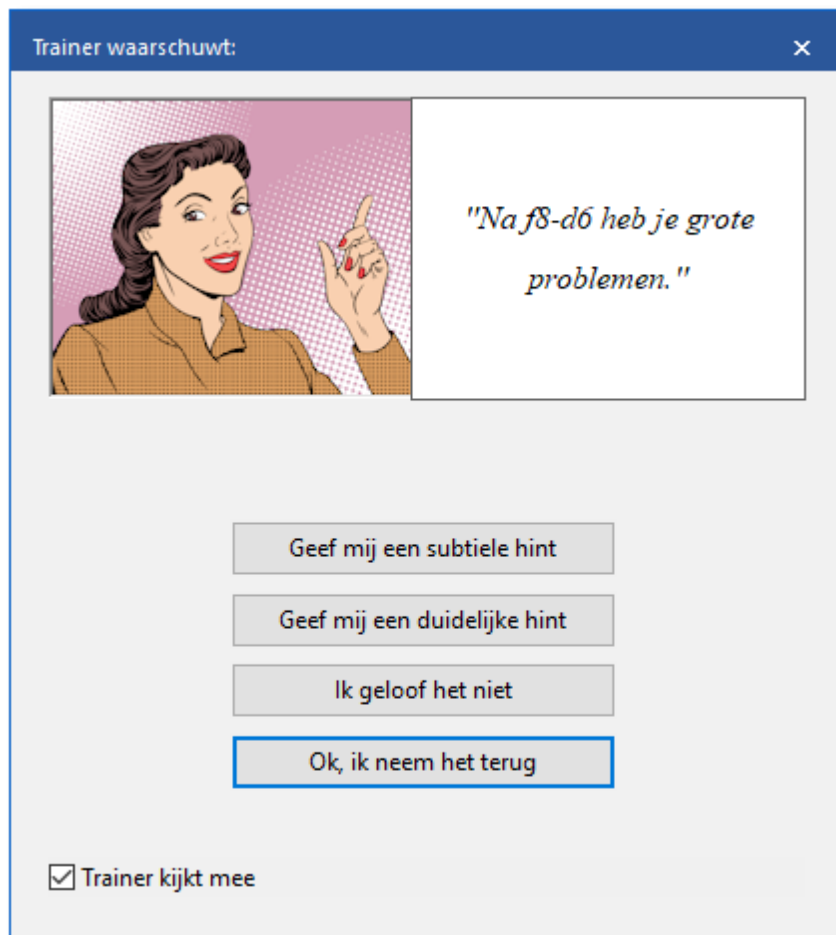 Trainer waarschuwt:
"Na f8-d6 heb je grote
problemen."
Geef mij een subtiele hint
Geef mij een duidelijke hint
Ik geloof het niet
Ok, ik neem het terug
Trainer kijkt mee